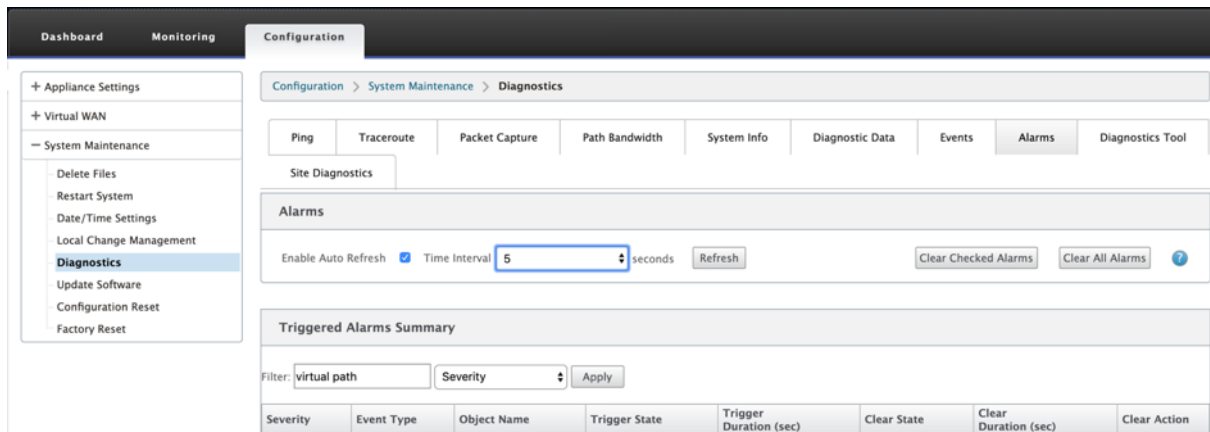 Dashboard Monitoring Configuration
+ Appliance Settings
+ Virtual WAN
− System Maintenance
Delete Files
Restart System
Date/Time Settings
Local Change Management
Diagnostics
Update Software
Configuration Reset
Factory Reset
Configuration > System Maintenance > Diagnostics
Ping Traceroute Packet Capture Path Bandwidth System Info Diagnostic Data Events Alarms Diagnostics Tool
Site Diagnostics
Alarms
Enable Auto Refresh Time Interval 5 seconds Refresh Clear Checked Alarms Clear All Alarms ?
Triggered Alarms Summary
Filter: virtual path Severity Apply
Severity Event Type Object Name Trigger State Trigger Duration (sec) Clear State Clear Duration (sec) Clear Action